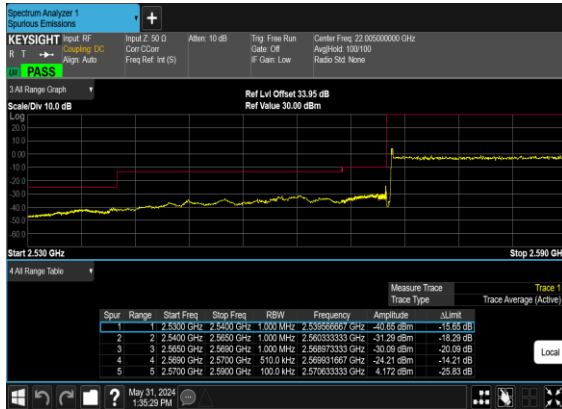 Spectrum Analyzer 1
Spurious Emissions
KEYSIGHT Input: RF
R T Coupling: DC
Align: Auto
Input Z: 50 Ω
Corr CCorr
Freq Ref: Int (S)
Atten: 10 dB
Trig: Free Run
Gate: Off
IF Gain: Low
Center Freq: 22.005000000 GHz
Avg|Hold: 100/100
Radio Std: None
LW PASS
3 All Range Graph
Scale/Div 10.0 dB
Ref Lvl Offset 33.95 dB
Ref Value 30.00 dBm
Log
20.0
10.0
0.00
-10.0
-20.0
-30.0
-40.0
-50.0
-60.0
Start 2.530 GHz
Stop 2.590 GH
4 All Range Table
Measure Trace Trace 1
Trace Type Trace Average (Active)
Spur Range Start Freq Stop Freq RBW Frequency Amplitude ΔLimit
1 1 2.5300 GHz 2.5400 GHz 1.000 MHz 2.539566667 GHz -40.65 dBm -15.65 dB
2 2 2.5400 GHz 2.5650 GHz 1.000 MHz 2.560333333 GHz -31.29 dBm -18.29 dB
3 3 2.5650 GHz 2.5690 GHz 1.000 MHz 2.568973333 GHz -30.09 dBm -20.09 dB
4 4 2.5690 GHz 2.5700 GHz 510.0 kHz 2.569931667 GHz -24.21 dBm -14.21 dB
5 5 2.5700 GHz 2.5900 GHz 100.0 kHz 2.570633333 GHz 4.172 dBm -25.83 dB
Local
May 31, 2024
1:35:29 PM